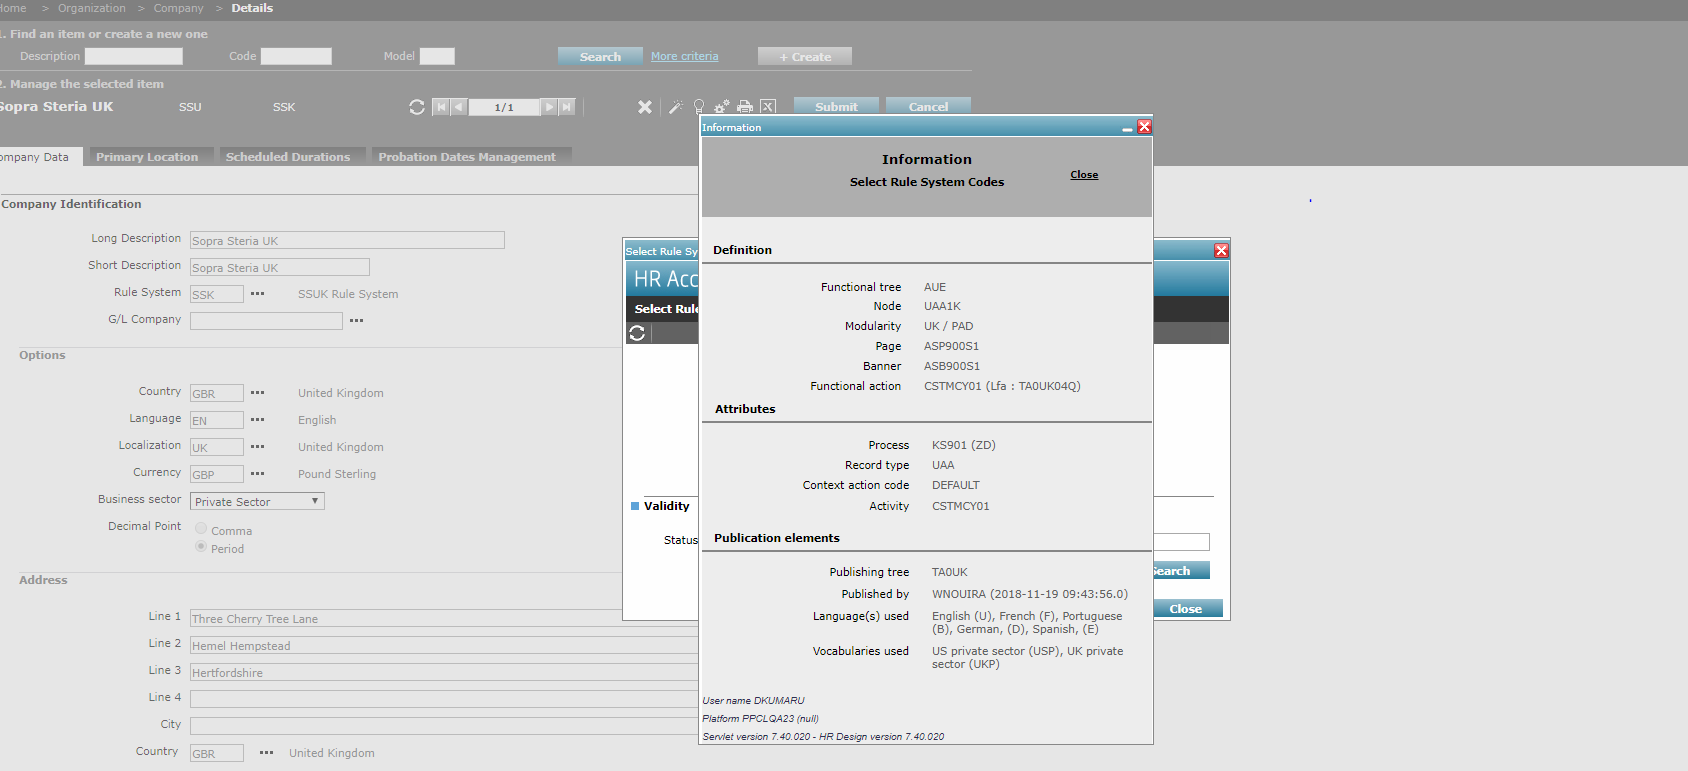 Home > Organization > Company > Details
1. Find an item or create a new one
Description Code Model Search More criteria + Create
2. Manage the selected item
Sopra Steria UK SSU SSK 1/1 Submit Cancel
Company Data Primary Location Scheduled Durations Probation Dates Management
Company Identification
Long Description Sopra Steria UK
Short Description Sopra Steria UK
Rule System SSK SSUK Rule System
G/L Company
Options
Country GBR United Kingdom
Language EN English
Localization UK United Kingdom
Currency GBP Pound Sterling
Business sector Private Sector
Decimal Point Comma
Period
Address
Line 1 Three Cherry Tree Lane
Line 2 Hemel Hempstead
Line 3 Hertfordshire
Line 4
City
Country GBR United Kingdom
Select Rule Sy
HR Acc
Select Rule
Validity
Status
Search
Close
Information
Information
Select Rule System Codes
Close
Definition
Functional tree AUE
Node UAA1K
Modularity UK / PAD
Page ASP900S1
Banner ASB900S1
Functional action CSTMCY01 (Lfa : TA0UK04Q)
Attributes
Process KS901 (ZD)
Record type UAA
Context action code DEFAULT
Activity CSTMCY01
Publication elements
Publishing tree TA0UK
Published by WNOUIRA (2018-11-19 09:43:56.0)
Language(s) used English (U), French (F), Portuguese
(B), German, (D), Spanish, (E)
Vocabularies used US private sector (USP), UK private
sector (UKP)
User name DKUMARU
Platform PPCLQA23 (null)
Servlet version 7.40.020 - HR Design version 7.40.020